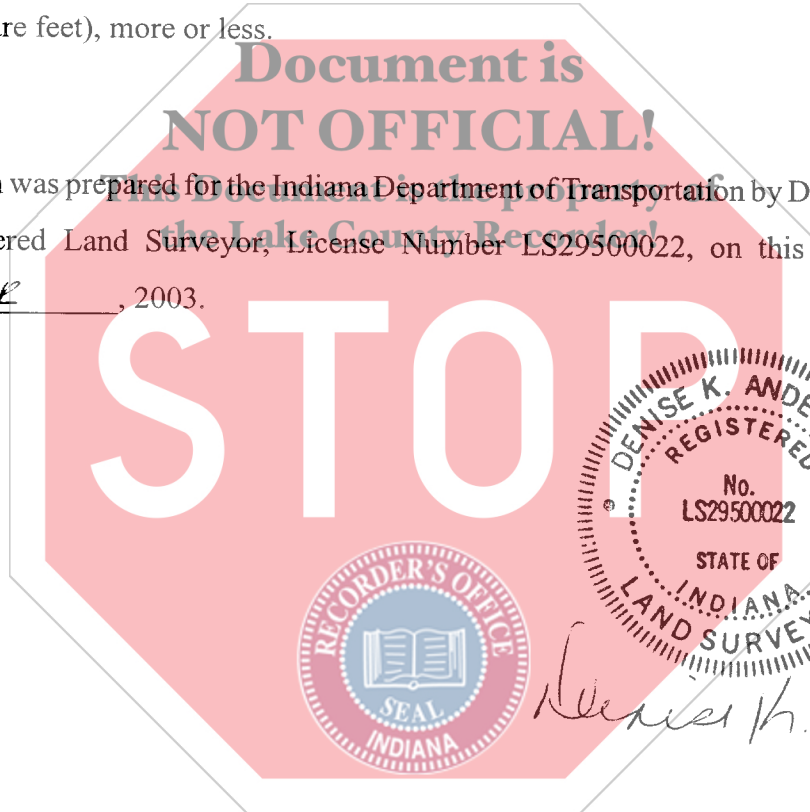 are feet), more or less.
Document is
NOT OFFICIAL!
was prepared for the Indiana Department of Transportation by D
This Document is the property of
ered Land Surveyor, License Number LS29500022, on this
the Lake County Recorder!
, 2003.
STOP
DENISE K. ANDE
REGISTERED
No.
LS29500022
STATE OF
INDIANA
LAND SURVEY
RECORDER'S OFFICE
SEAL
INDIANA
Denise K.